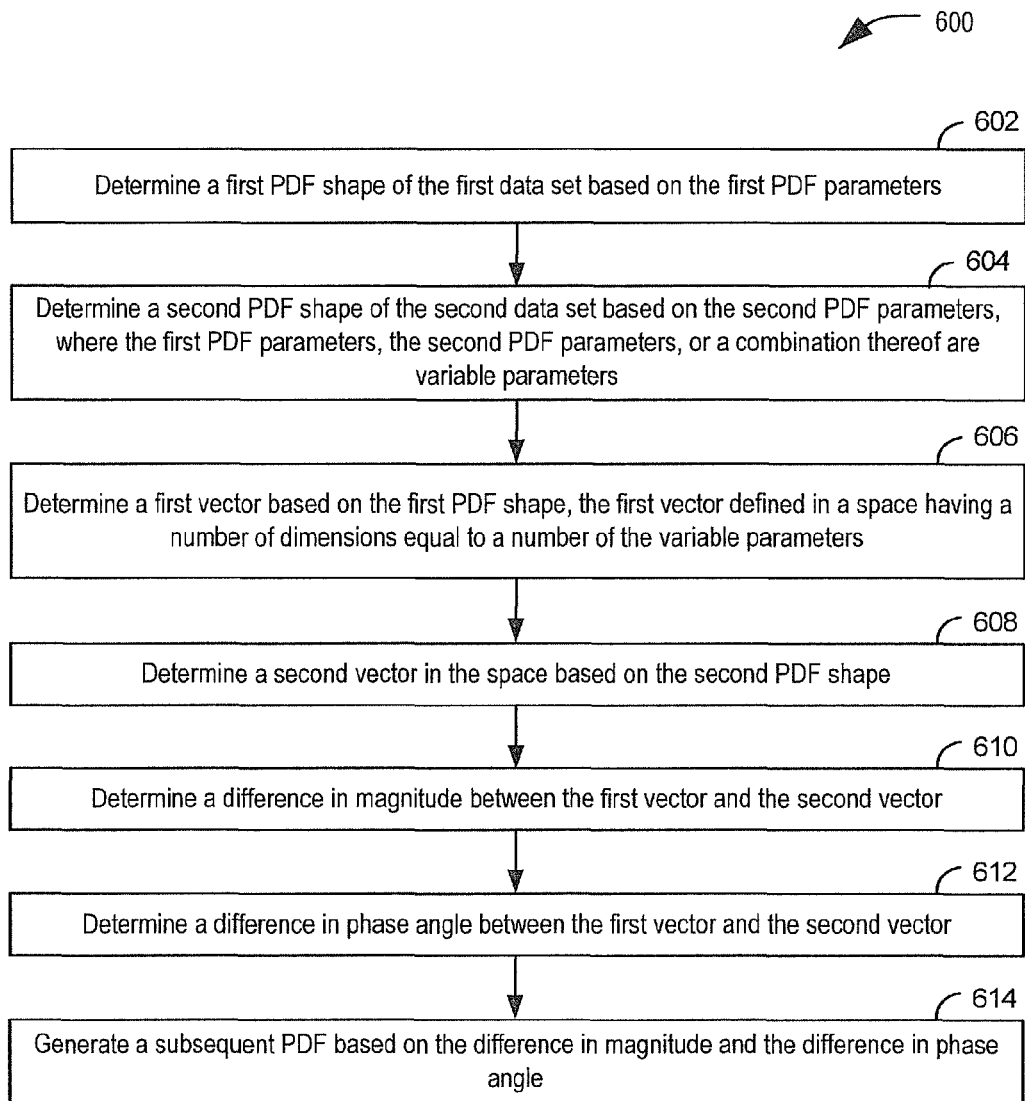 600
602
Determine a first PDF shape of the first data set based on the first PDF parameters
604
Determine a second PDF shape of the second data set based on the second PDF parameters,
where the first PDF parameters, the second PDF parameters, or a combination thereof are
variable parameters
606
Determine a first vector based on the first PDF shape, the first vector defined in a space having a
number of dimensions equal to a number of the variable parameters
608
Determine a second vector in the space based on the second PDF shape
610
Determine a difference in magnitude between the first vector and the second vector
612
Determine a difference in phase angle between the first vector and the second vector
614
Generate a subsequent PDF based on the difference in magnitude and the difference in phase
angle